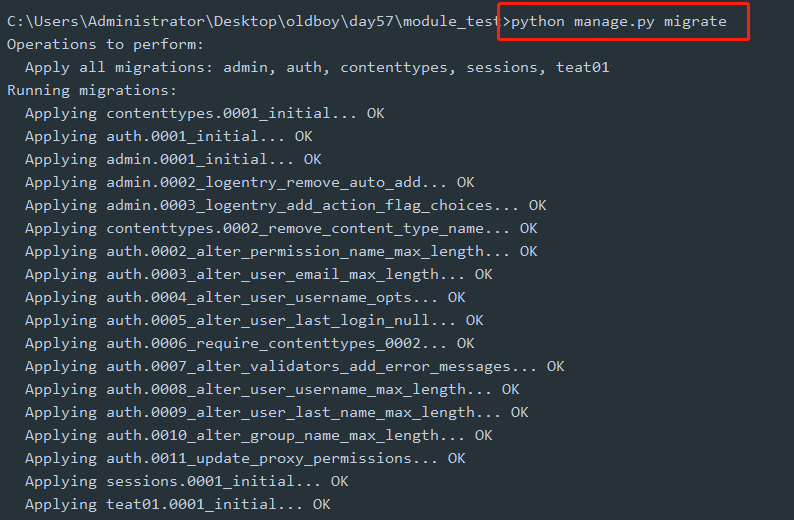 C:\Users\Administrator\Desktop\oldboy\day57\module_test>python manage.py migrate
Operations to perform:
  Apply all migrations: admin, auth, contenttypes, sessions, teat01
Running migrations:
  Applying contenttypes.0001_initial... OK
  Applying auth.0001_initial... OK
  Applying admin.0001_initial... OK
  Applying admin.0002_logentry_remove_auto_add... OK
  Applying admin.0003_logentry_add_action_flag_choices... OK
  Applying contenttypes.0002_remove_content_type_name... OK
  Applying auth.0002_alter_permission_name_max_length... OK
  Applying auth.0003_alter_user_email_max_length... OK
  Applying auth.0004_alter_user_username_opts... OK
  Applying auth.0005_alter_user_last_login_null... OK
  Applying auth.0006_require_contenttypes_0002... OK
  Applying auth.0007_alter_validators_add_error_messages... OK
  Applying auth.0008_alter_user_username_max_length... OK
  Applying auth.0009_alter_user_last_name_max_length... OK
  Applying auth.0010_alter_group_name_max_length... OK
  Applying auth.0011_update_proxy_permissions... OK
  Applying sessions.0001_initial... OK
  Applying teat01.0001_initial... OK